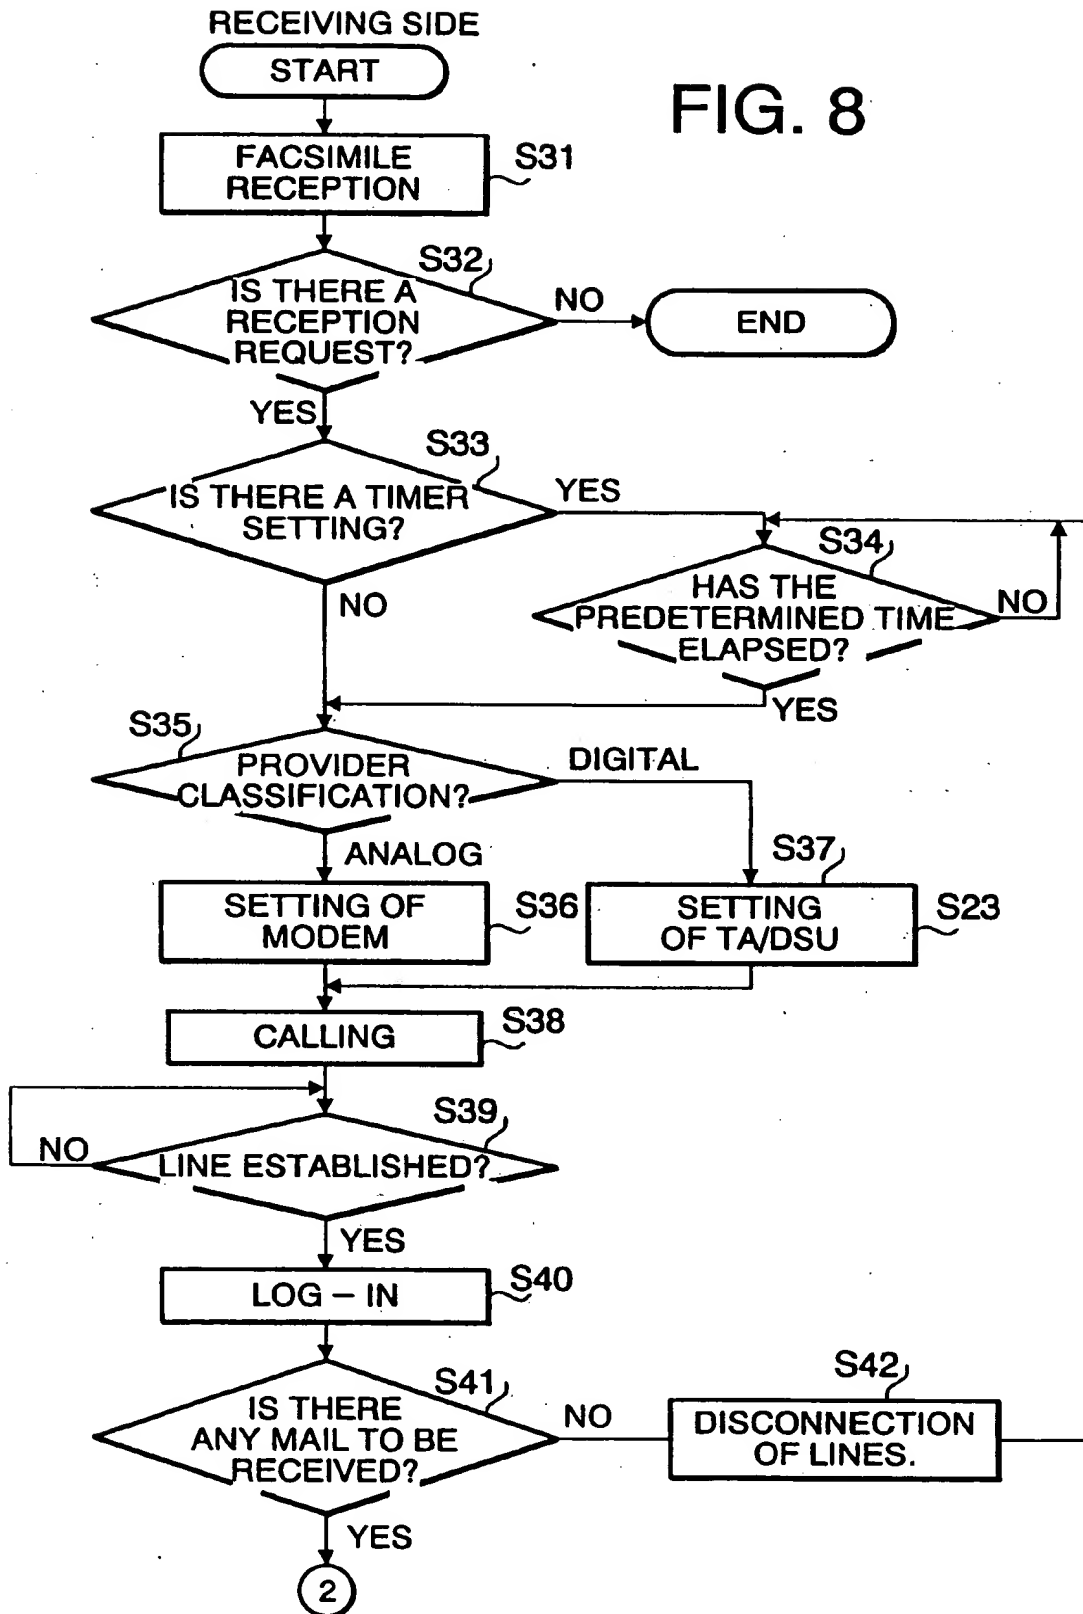 RECEIVING SIDE
START
FIG. 8
FACSIMILE
RECEPTION
S31
S32
IS THERE A
RECEPTION
REQUEST?
NO
END
YES
S33
IS THERE A TIMER
SETTING?
YES
NO
S34
HAS THE
PREDETERMINED TIME
ELAPSED?
NO
YES
S35
PROVIDER
CLASSIFICATION?
DIGITAL
ANALOG
S37
SETTING OF
MODEM
S36
SETTING
OF TA/DSU
S23
CALLING
S38
S39
NO
LINE ESTABLISHED?
YES
LOG – IN
S40
S41
IS THERE
ANY MAIL TO BE
RECEIVED?
NO
S42
DISCONNECTION
OF LINES.
YES
2